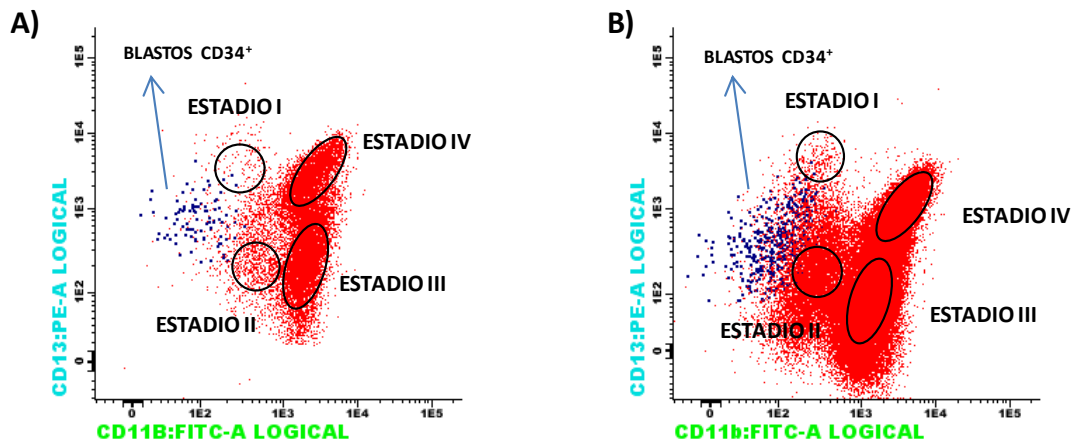 A)
BLASTOS CD34⁺
ESTADIO I
ESTADIO IV
ESTADIO III
ESTADIO II
1E5
1E4
1E3
1E2
0
CD13:PE-A LOGICAL
0 1E2 1E3 1E4 1E5
CD11B:FITC-A LOGICAL
B)
BLASTOS CD34⁺
ESTADIO I
ESTADIO IV
ESTADIO III
ESTADIO II
1E5
1E4
1E3
1E2
0
CD13:PE-A LOGICAL
0 1E2 1E3 1E4 1E5
CD11b:FITC-A LOGICAL